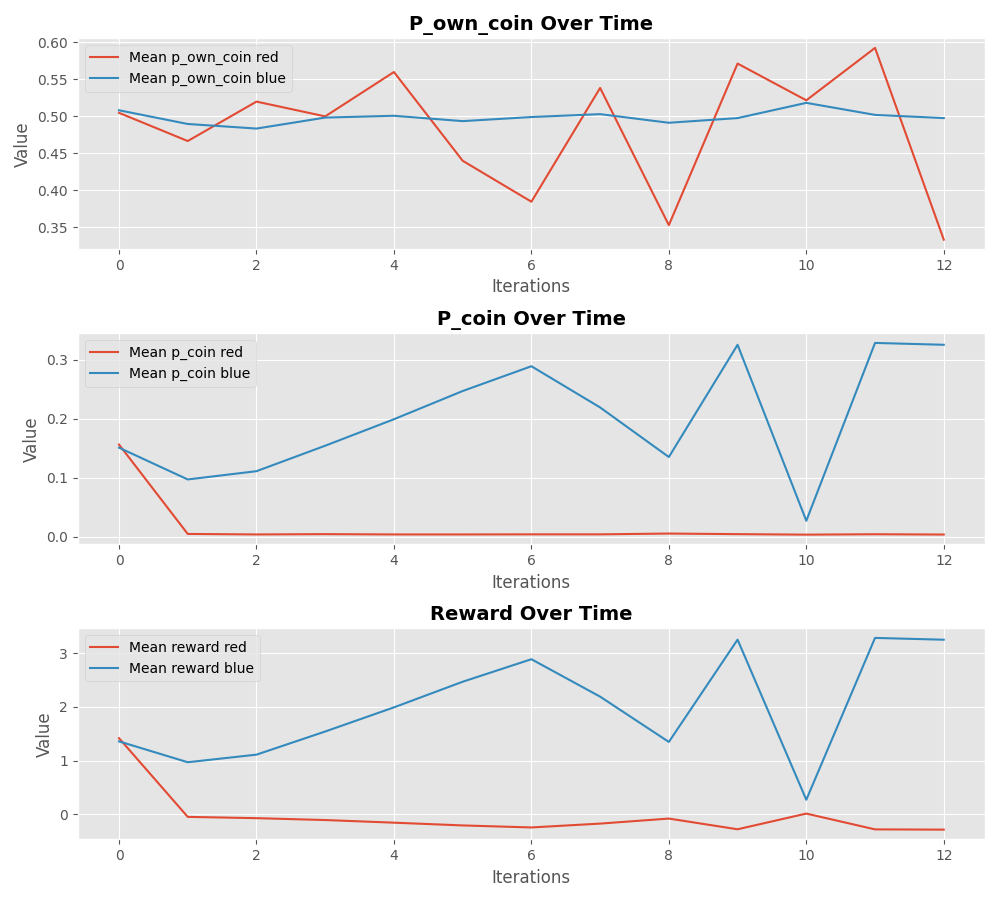 P_own_coin Over Time
Mean p_own_coin red
Mean p_own_coin blue
0.60
0.55
0.50
0.45
0.40
0.35
Value
0 2 4 6 8 10 12
Iterations
P_coin Over Time
Mean p_coin red
Mean p_coin blue
0.3
0.2
0.1
0.0
Value
0 2 4 6 8 10 12
Iterations
Reward Over Time
Mean reward red
Mean reward blue
3
2
1
0
Value
0 2 4 6 8 10 12
Iterations